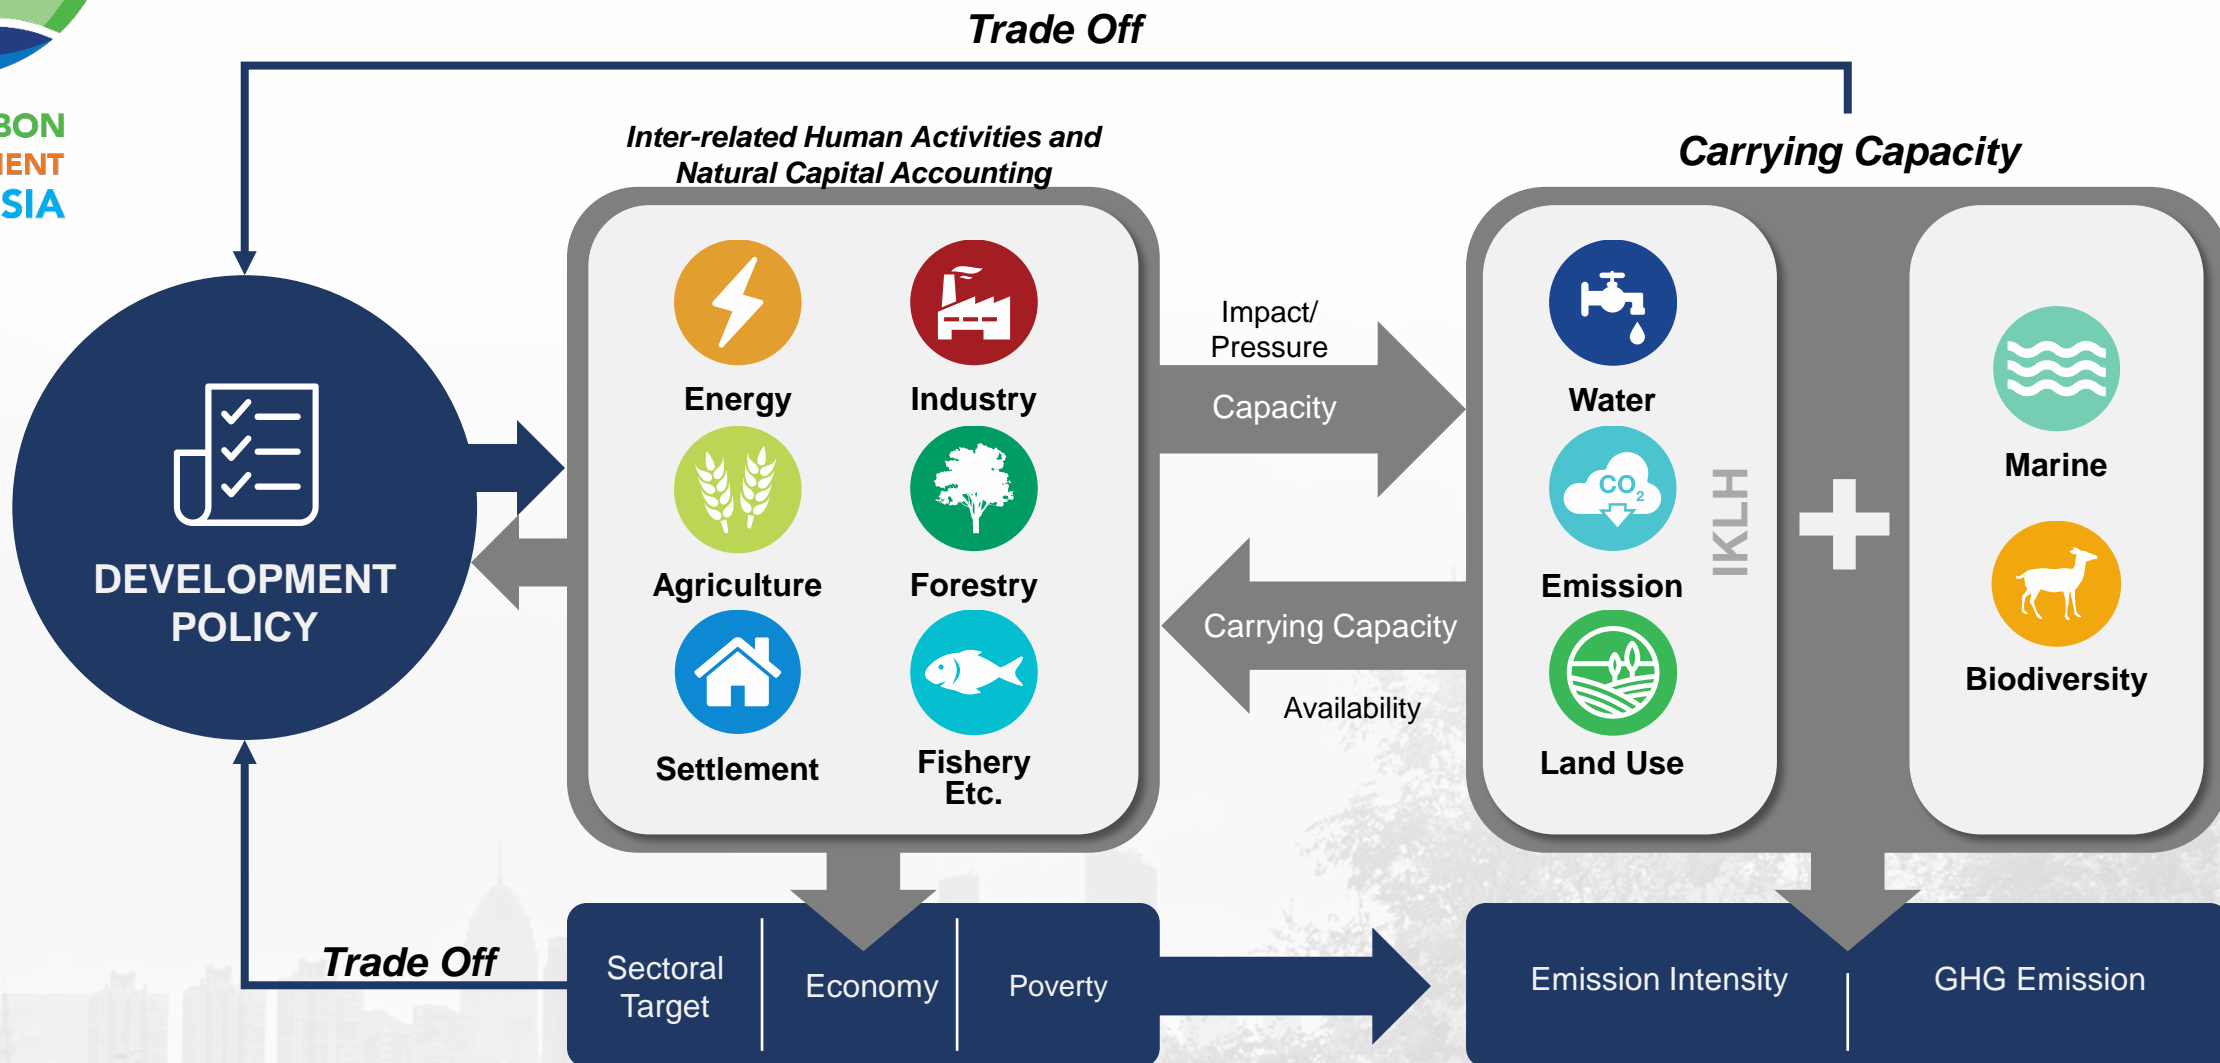 Trade Off
BON
MENT
SIA
Inter-related Human Activities and
Natural Capital Accounting
Carrying Capacity
DEVELOPMENT
POLICY
Energy
Industry
Agriculture
Forestry
Settlement
Fishery
Etc.
Impact/
Pressure
Capacity
Carrying Capacity
Availability
Water
CO2
Emission
Land Use
IKLH
Marine
Biodiversity
Trade Off
Sectoral
Target
Economy
Poverty
Emission Intensity
GHG Emission